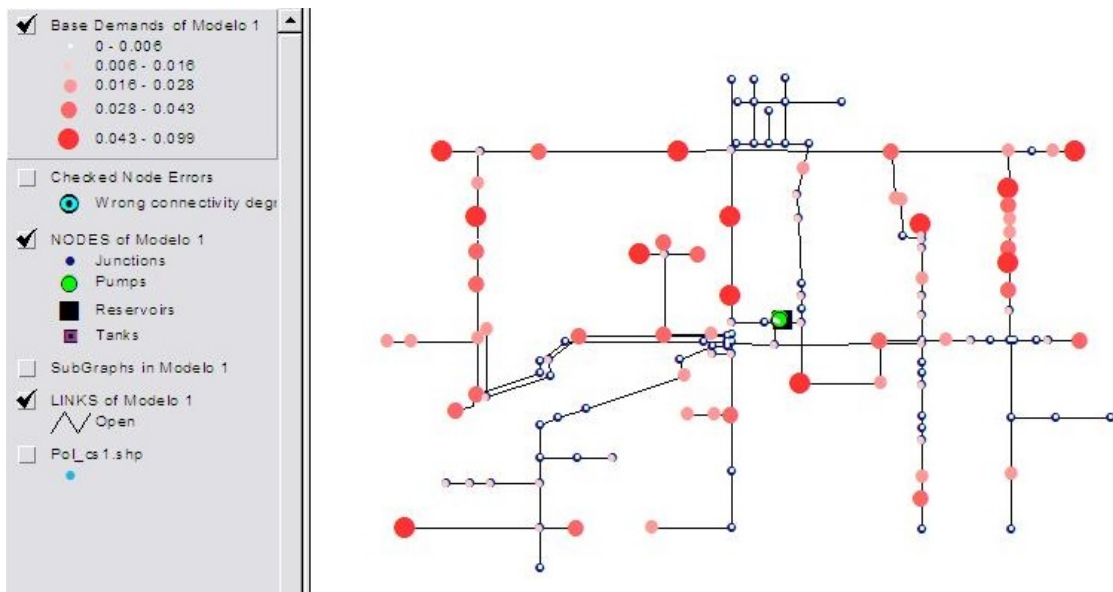 Base Demands of Modelo 1
0 - 0.006
0.006 - 0.016
0.016 - 0.028
0.028 - 0.043
0.043 - 0.099
Checked Node Errors
Wrong connectivity degr
NODES of Modelo 1
Junctions
Pumps
Reservoirs
Tanks
SubGraphs in Modelo 1
LINKS of Modelo 1
Open
Pol_cs1.shp